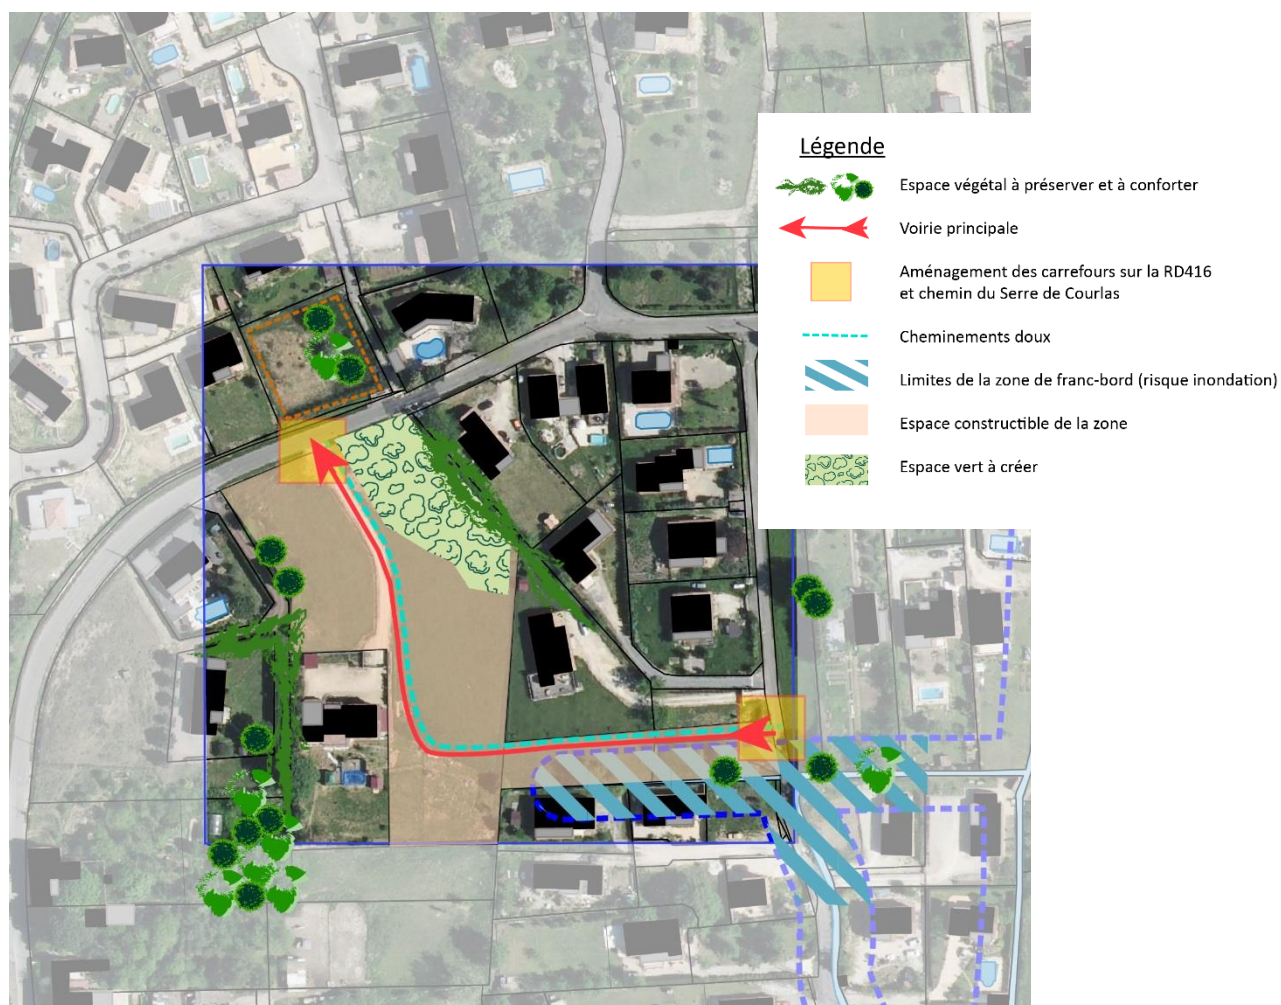 Légende
Espace végétal à préserver et à conforter
Voirie principale
Aménagement des carrefours sur la RD416
et chemin du Serre de Courlas
Cheminements doux
Limites de la zone de franc-bord (risque inondation)
Espace constructible de la zone
Espace vert à créer